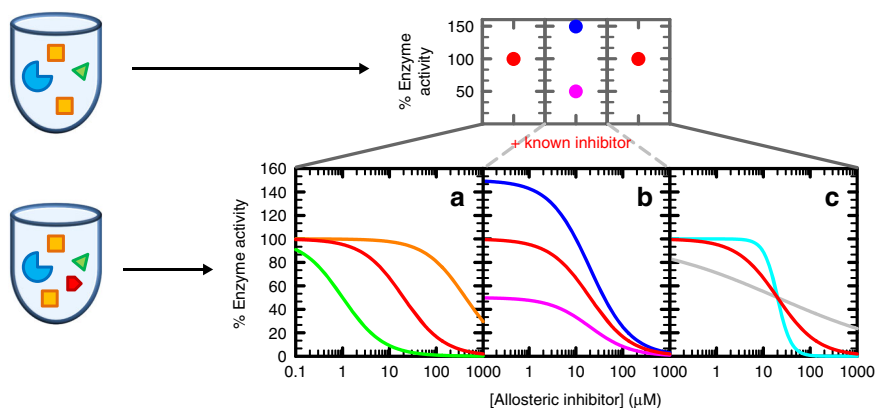 150
100
50
% Enzyme
activity
+ known inhibitor
160
140
120
100
80
60
40
20
0
% Enzyme activity
a
b
c
0.1 1 10 100 1000 1 10 100 1000 1 10 100 1000
[Allosteric inhibitor] (μM)